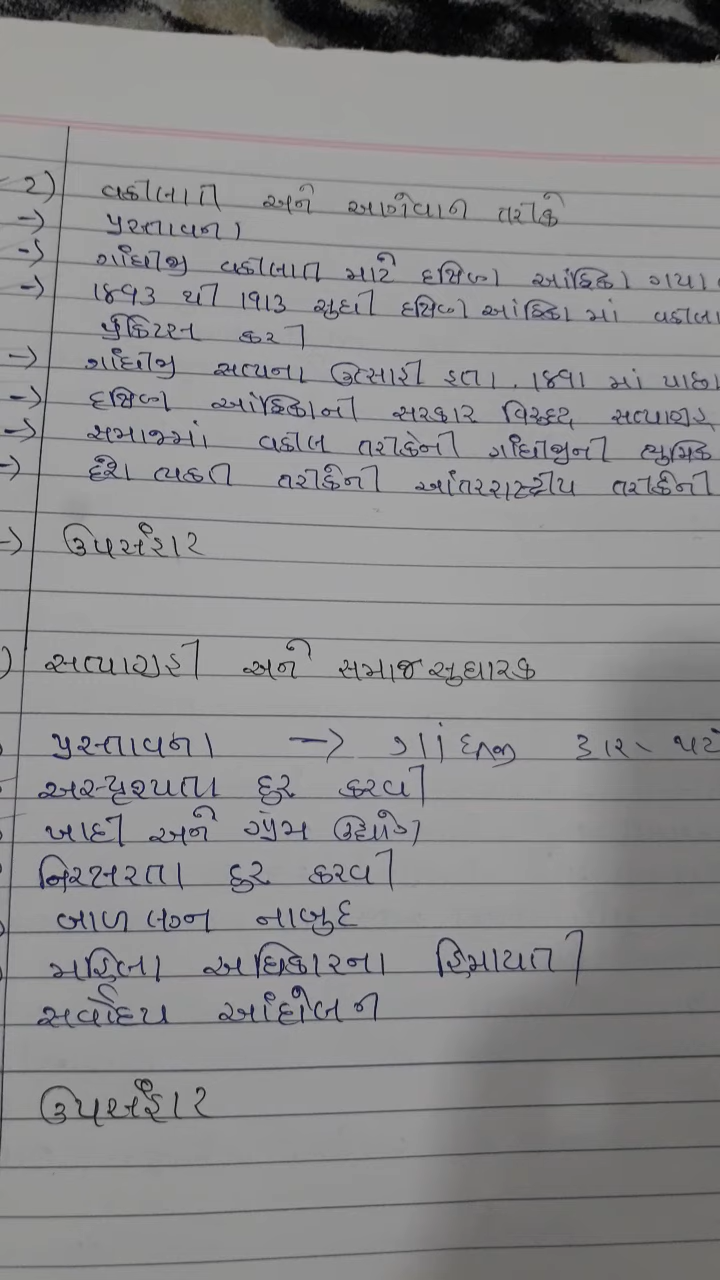 2) વકીલાત અને આગેવાન તરીકે
→ પ્રસ્તાવના
→ ગાંધીજી વકીલાત માટે દક્ષિણ આફ્રિકા ગયા
→ 1893 થી 1913 સુધી દક્ષિણ આફ્રિકા માં વકીલા
પ્રેક્ટિસ કરી
→ ગાંધીજી સત્યના ઉત્સાહી હતા. 1891 માં પાછા
→ દક્ષિણ આફ્રિકાની સરકાર વિરુદ્ધ સત્યાગ્રહ
→ સમાજમાં વકીલ તરીકેની ગાંધીજીની ભુમિક
→ દેશ ભક્ત તરીકેની આંતરરાષ્ટ્રીય તરીકેની
→ ઉપસંહાર
) સત્યાગ્રહી અને સમાજસુધારક
પ્રસ્તાવના → ગાંધીજી દ્વારા
અસ્પૃશ્યતા દુર કરવી
ખાદી અને ગ્રામ ઉદ્યોગ
નિરક્ષરતા દુર કરવી
બાળ લગ્ન નાબુદ
મહિલા અધિકારના હિમાયતી
સર્વોદય આંદોલન
ઉપસંહાર